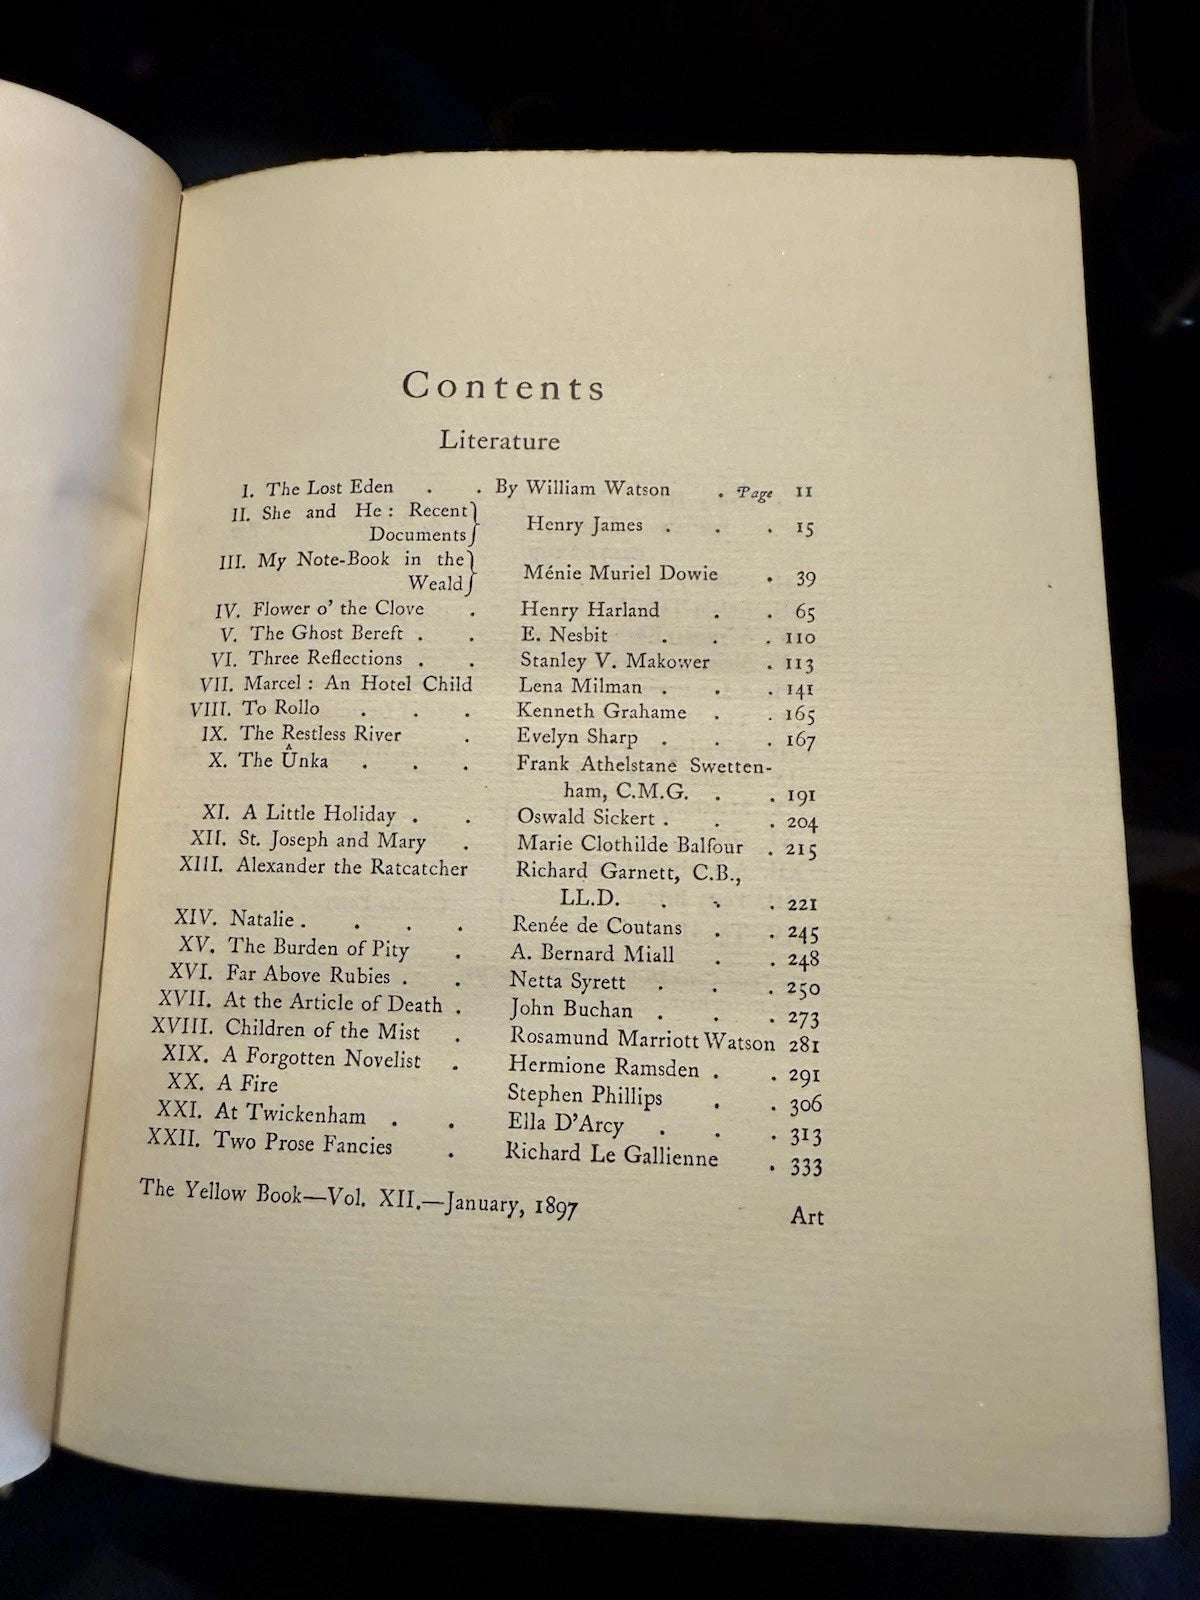 Contents
Literature
I. The Lost Eden . . By William Watson . Page 11
II. She and He : Recent Documents } Henry James . . . 15
III. My Note-Book in the Weald } Ménie Muriel Dowie . 39
IV. Flower o' the Clove . Henry Harland . . 65
V. The Ghost Bereft . . E. Nesbit . . . 110
VI. Three Reflections . . Stanley V. Makower . 113
VII. Marcel : An Hotel Child Lena Milman . . . 141
VIII. To Rollo . . . Kenneth Grahame . . 165
IX. The Restless River . Evelyn Sharp . . . 167
X. The Ûnka . . . Frank Athelstane Swetten-
ham, C.M.G. . . 191
XI. A Little Holiday . . Oswald Sickert . . . 204
XII. St. Joseph and Mary . Marie Clothilde Balfour . 215
XIII. Alexander the Ratcatcher Richard Garnett, C.B.,
LL.D. . . . 221
XIV. Natalie . . . . Renée de Coutans . . 245
XV. The Burden of Pity . A. Bernard Miall . . 248
XVI. Far Above Rubies . . Netta Syrett . . . 250
XVII. At the Article of Death . John Buchan . . . 273
XVIII. Children of the Mist . Rosamund Marriott Watson 281
XIX. A Forgotten Novelist . Hermione Ramsden . . 291
XX. A Fire Stephen Phillips . . 306
XXI. At Twickenham . . Ella D'Arcy . . . 313
XXII. Two Prose Fancies . Richard Le Gallienne . 333
The Yellow Book—Vol. XII.—January, 1897
Art